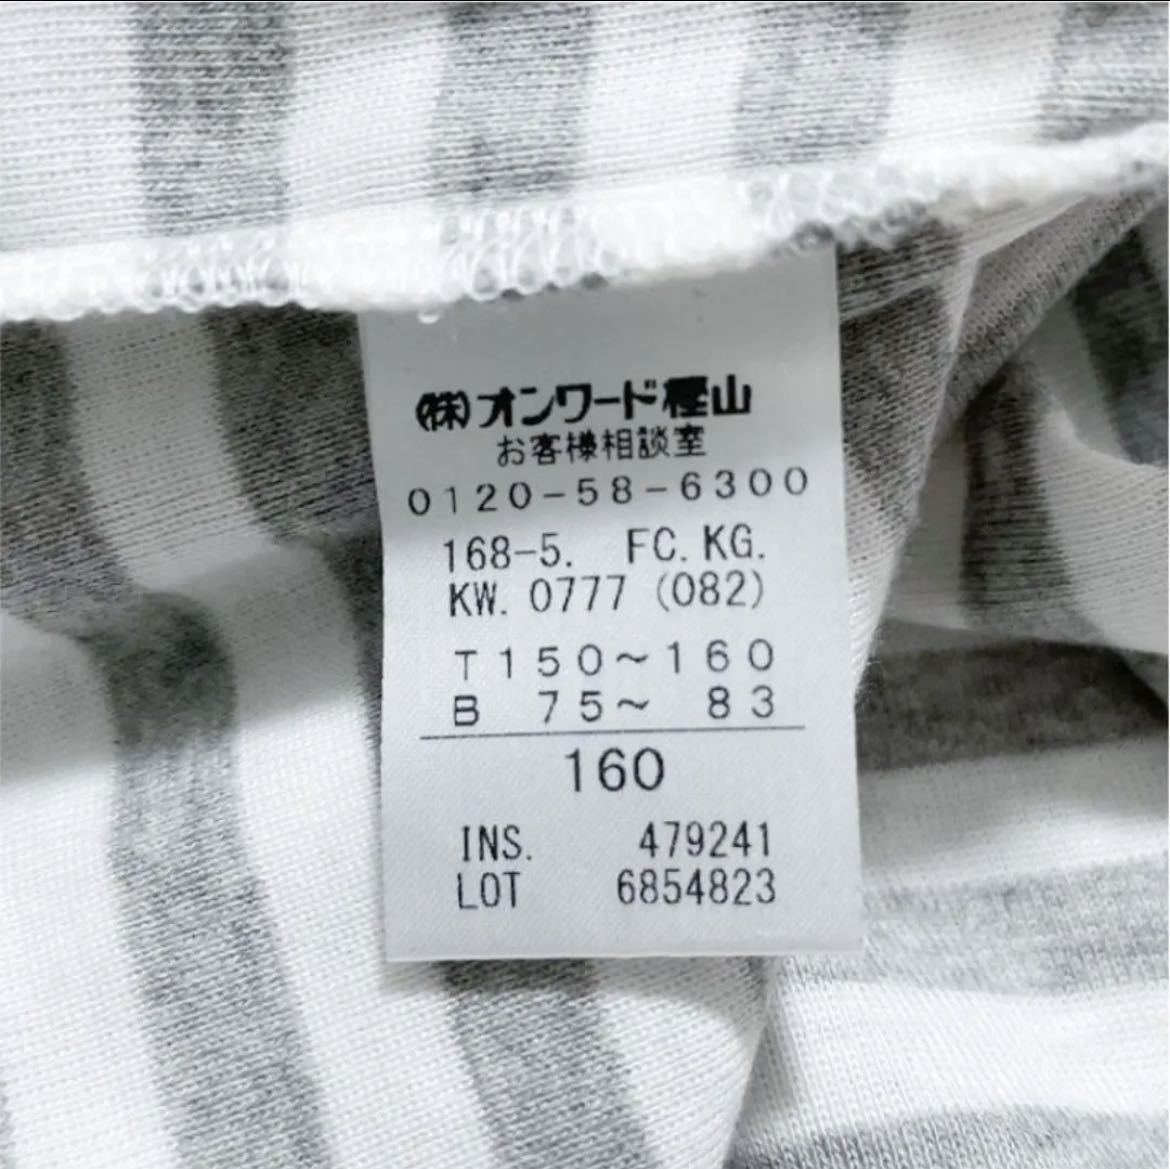 (株)オンワード樫山
お客様相談室
0120-58-6300
168-5. FC. KG.
KW. 0777 (082)
T150~160
B 75~ 83
160
INS. 479241
LOT 6854823